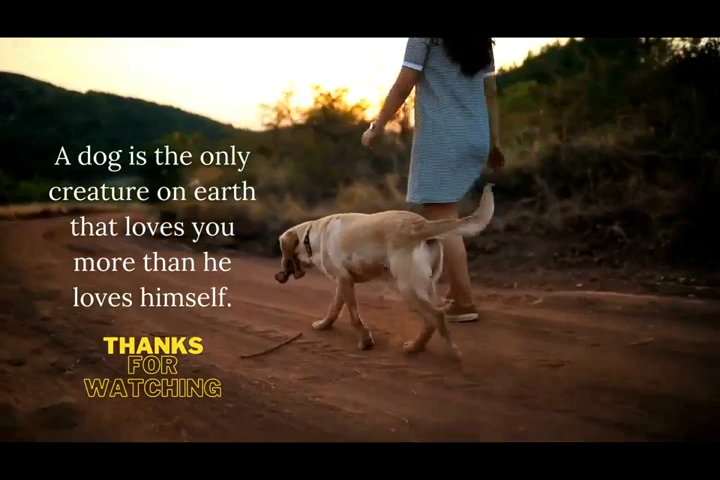 A dog is the only
creature on earth
that loves you
more than he
loves himself.
THANKS
FOR
WATCHING